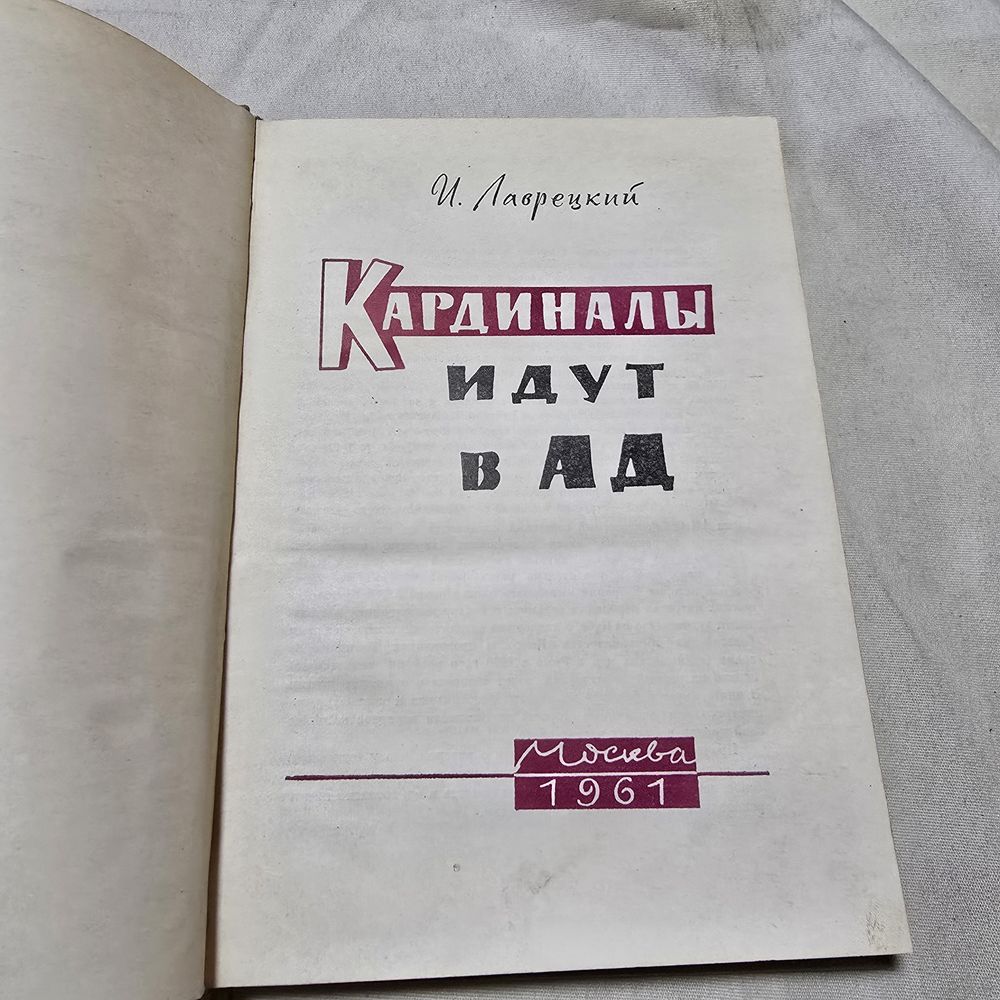 И. Лаврецкий
КАРДИНАЛЫ
ИДУТ
В АД
Москва
1961